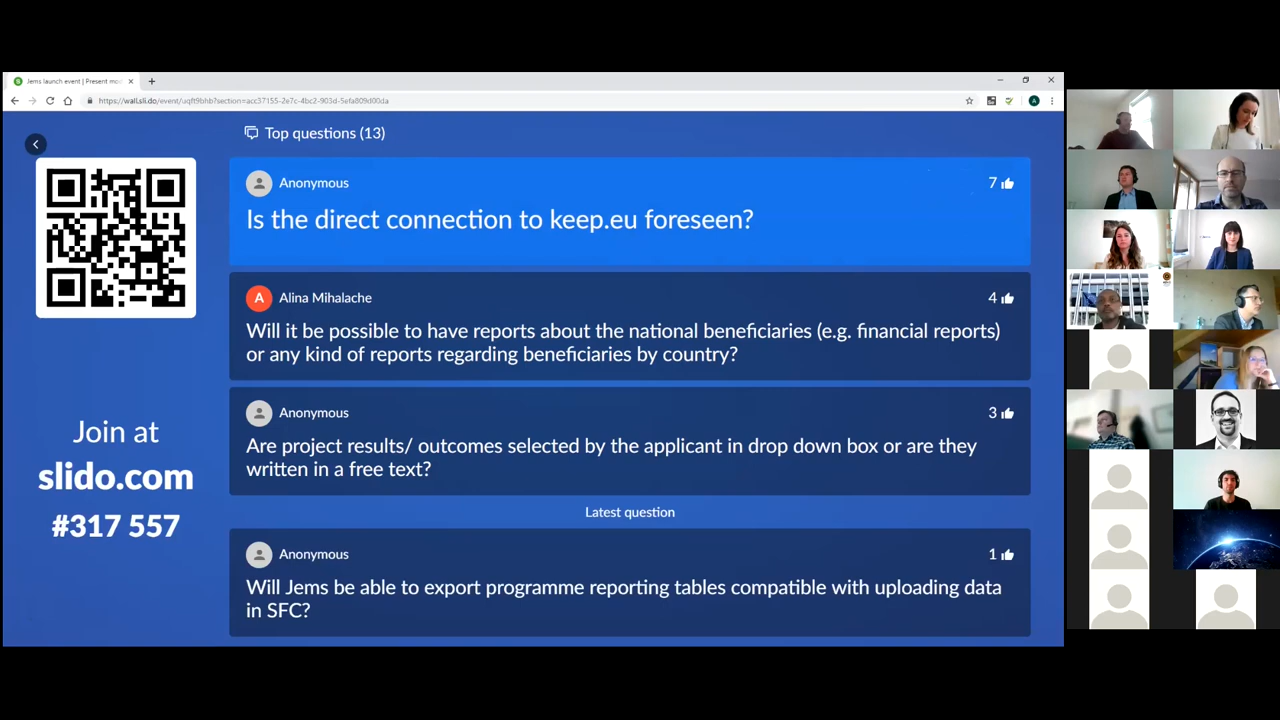 Jems launch event | Present mo
https://wall.sli.do/event/uqft9bhb?section=acc37155-2e7c-4bc2-903d-5efa809d00da
A
Top questions (13)
Anonymous
7
Is the direct connection to keep.eu foreseen?
A
Alina Mihalache
4
Will it be possible to have reports about the national beneficiaries (e.g. financial reports)
or any kind of reports regarding beneficiaries by country?
Anonymous
3
Are project results/ outcomes selected by the applicant in drop down box or are they
written in a free text?
Latest question
Anonymous
1
Will Jems be able to export programme reporting tables compatible with uploading data
in SFC?
Join at
slido.com
#317 557